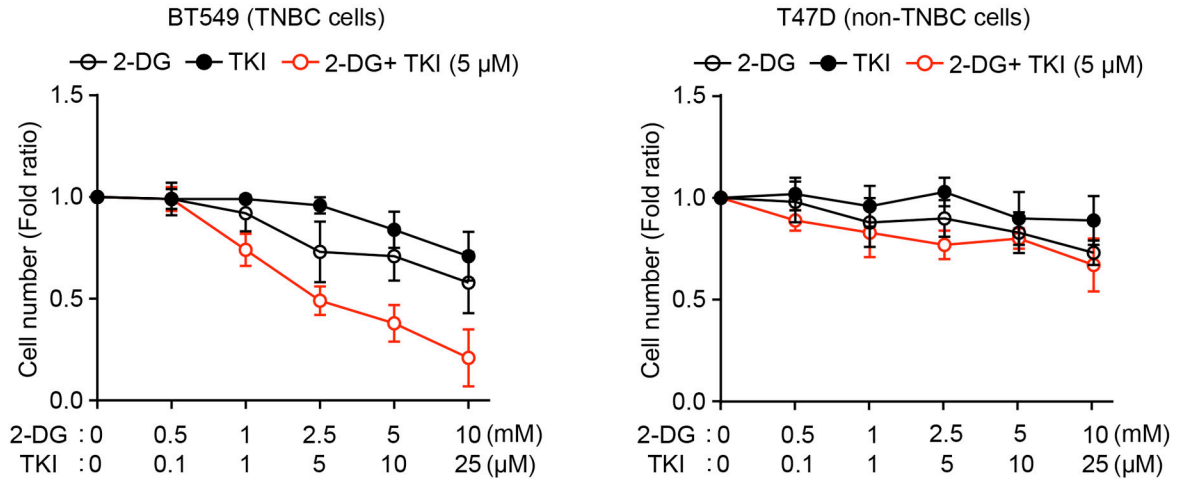 BT549 (TNBC cells)
2-DG TKI 2-DG+ TKI (5 µM)
Cell number (Fold ratio)
1.5
1.0
0.5
0.0
2-DG : 0 0.5 1 2.5 5 10 (mM)
TKI : 0 0.1 1 5 10 25 (µM)
T47D (non-TNBC cells)
2-DG TKI 2-DG+ TKI (5 µM)
Cell number (Fold ratio)
1.5
1.0
0.5
0.0
2-DG : 0 0.5 1 2.5 5 10 (mM)
TKI : 0 0.1 1 5 10 25 (µM)